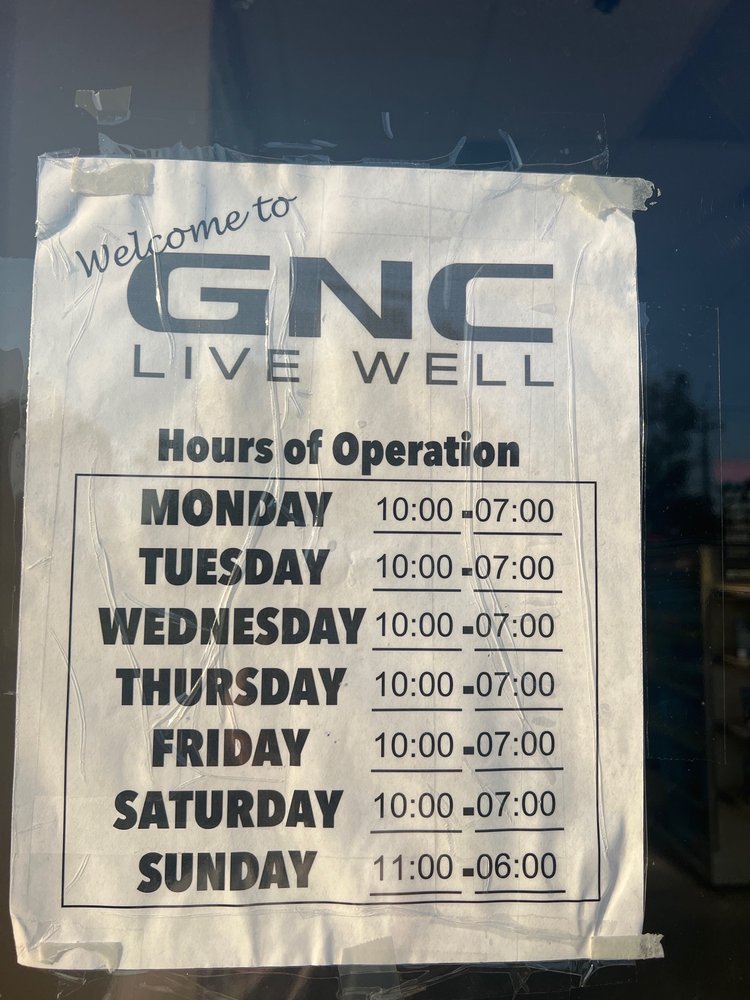 Welcome to
GNC
LIVE WELL
Hours of Operation
MONDAY 10:00-07:00
TUESDAY 10:00-07:00
WEDNESDAY 10:00-07:00
THURSDAY 10:00-07:00
FRIDAY 10:00-07:00
SATURDAY 10:00-07:00
SUNDAY 11:00-06:00